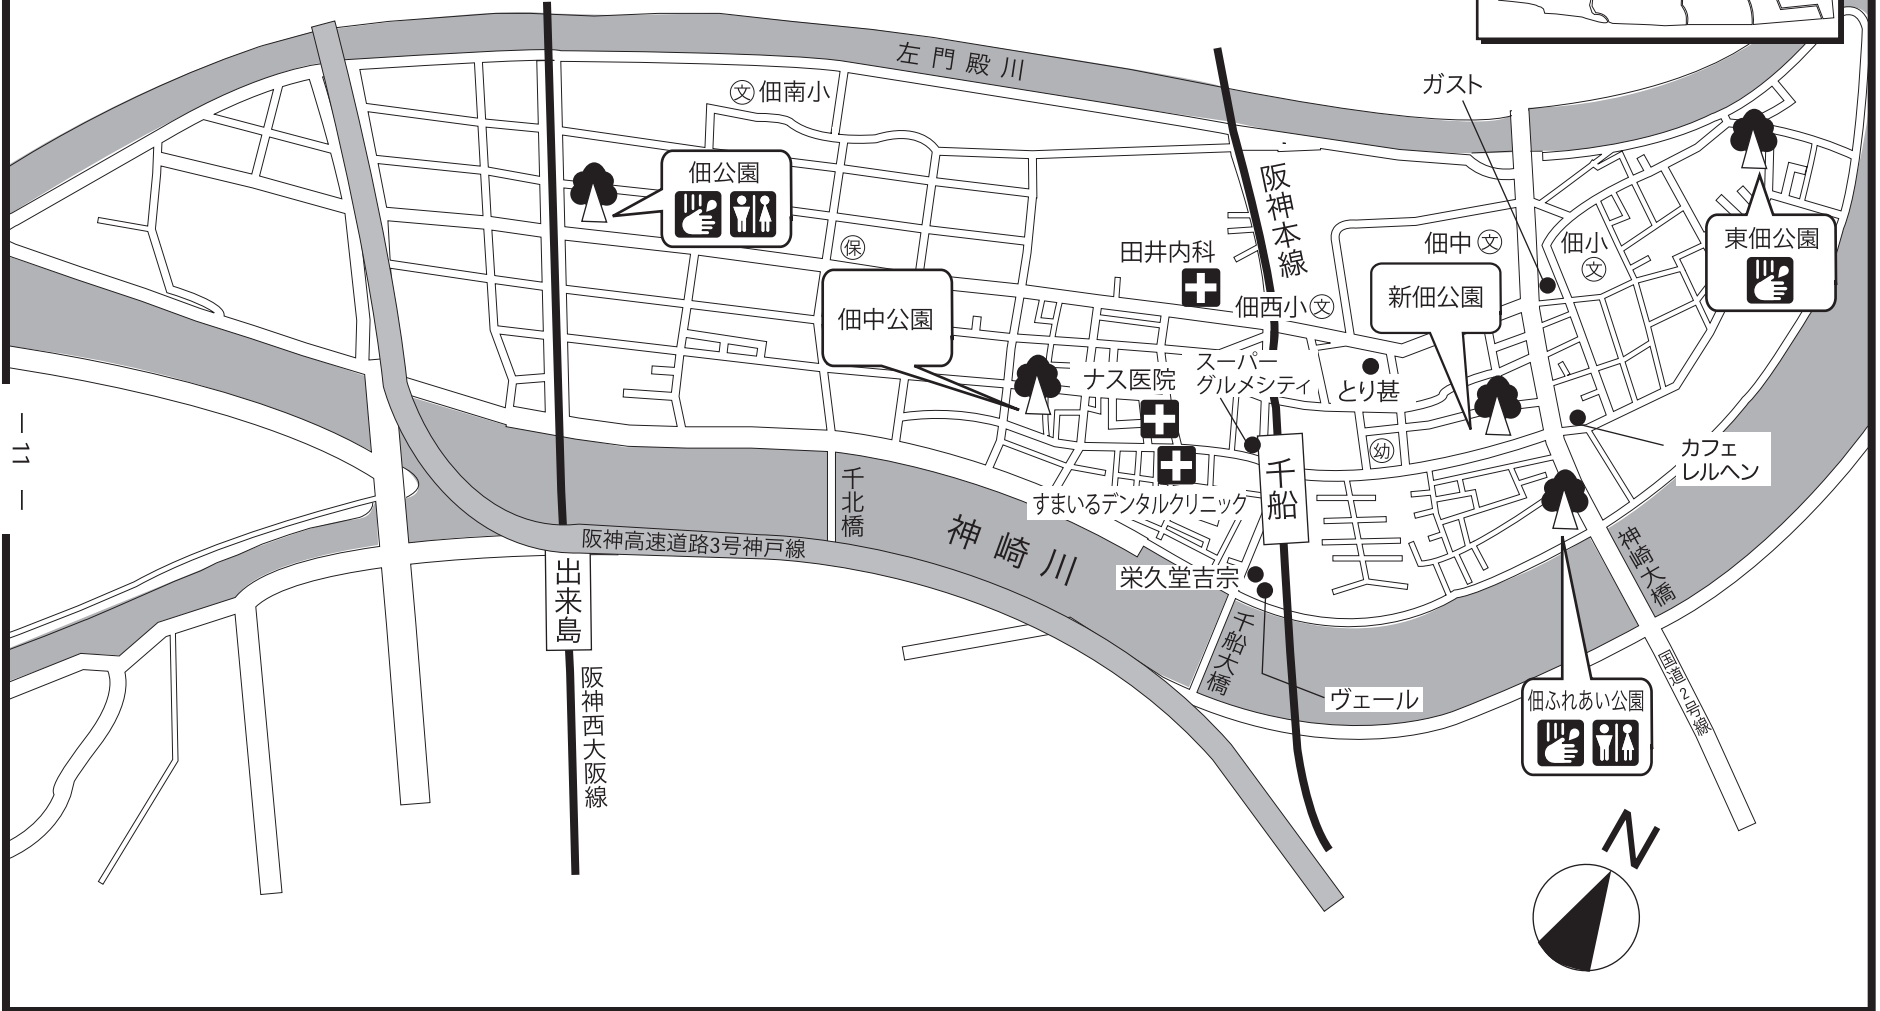 左門殿川
ガスト
文 佃南小
佃公園
阪神本線
保
田井内科
佃中 文
佃小
文
東佃公園
新佃公園
佃西小 文
佃中公園
スーパー
グルメシティ
ナス医院
とり甚
幼
カフェ
レルヘン
千船
千北橋
すまいるデンタルクリニック
神崎川
阪神高速道路3号神戸線
神崎大橋
栄久堂吉宗
出来島
千船大橋
国道2号線
ヴェール
佃ふれあい公園
阪神西大阪線
N
― 11 ―